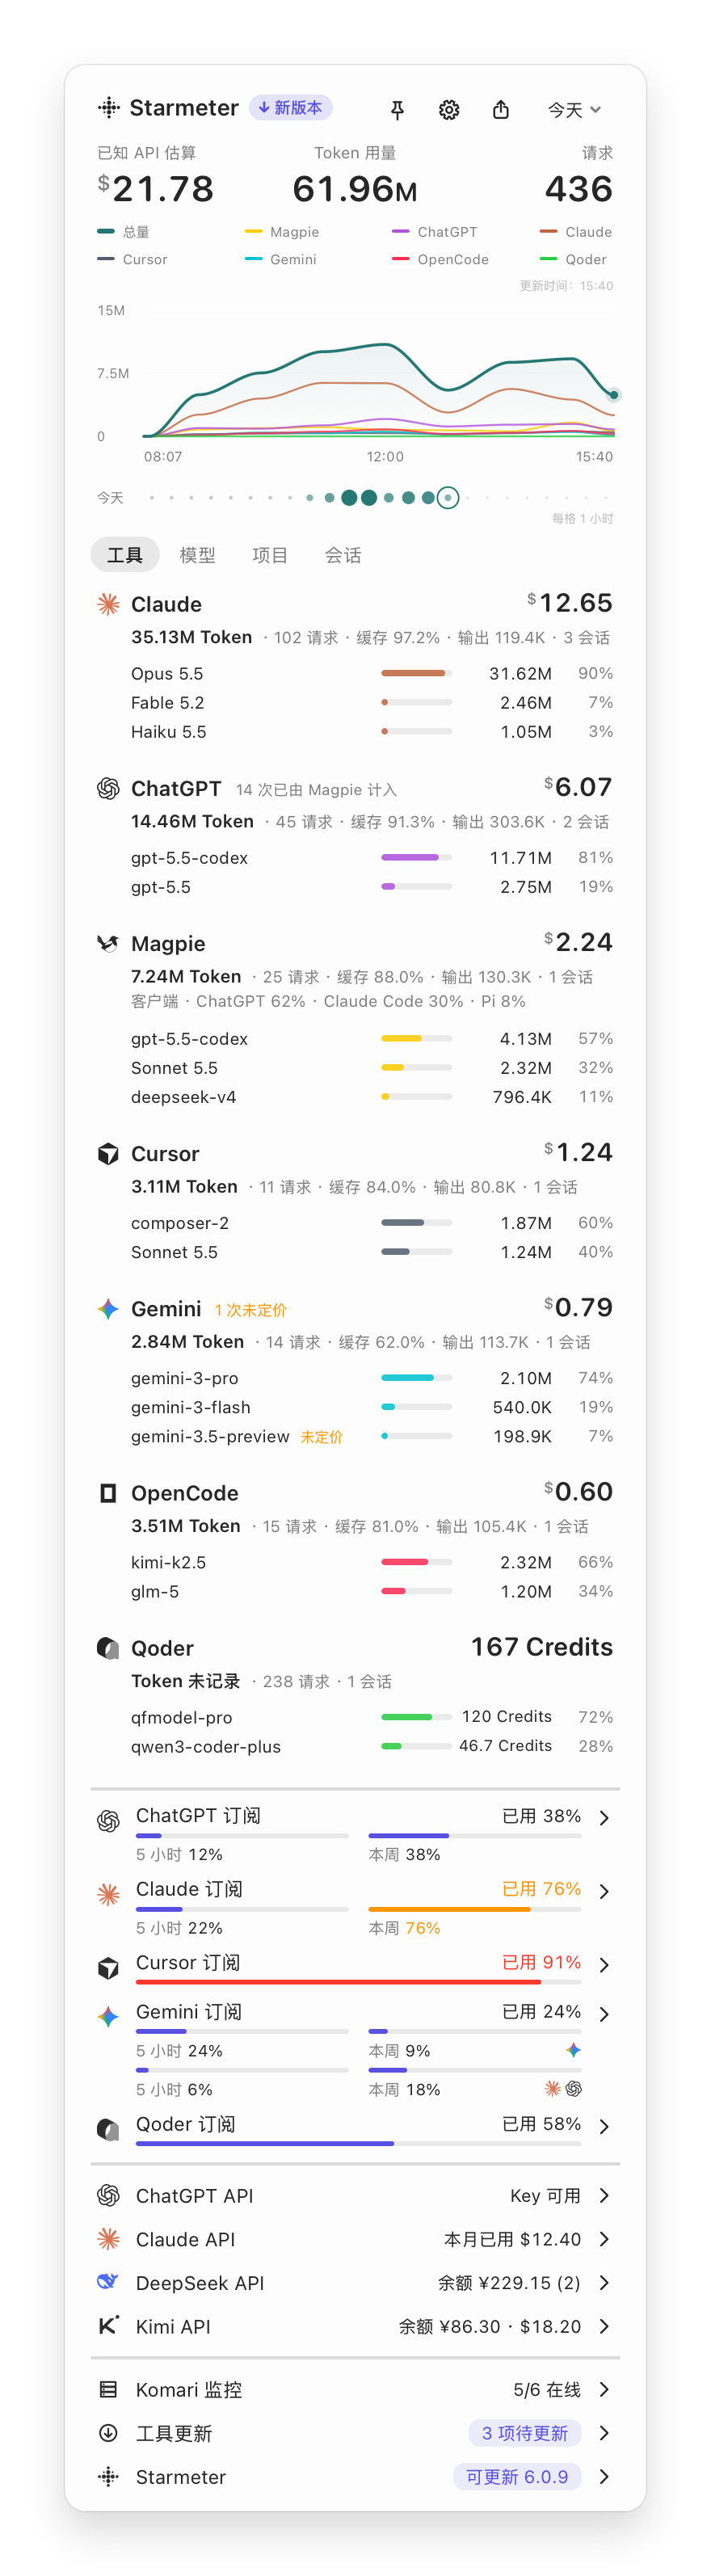 Starmeter 新版本 今天
已知 API 估算 Token 用量 请求
$21.78 61.96M 436
总量 Magpie ChatGPT Claude
Cursor Gemini OpenCode Qoder
更新时间：15:40
15M
7.5M
0
08:07 12:00 15:40
今天
每格 1 小时
工具 模型 项目 会话
Claude $12.65
35.13M Token · 102 请求 · 缓存 97.2% · 输出 119.4K · 3 会话
Opus 5.5 31.62M 90%
Fable 5.2 2.46M 7%
Haiku 5.5 1.05M 3%
ChatGPT 14 次已由 Magpie 计入 $6.07
14.46M Token · 45 请求 · 缓存 91.3% · 输出 303.6K · 2 会话
gpt-5.5-codex 11.71M 81%
gpt-5.5 2.75M 19%
Magpie $2.24
7.24M Token · 25 请求 · 缓存 88.0% · 输出 130.3K · 1 会话
客户端 · ChatGPT 62% · Claude Code 30% · Pi 8%
gpt-5.5-codex 4.13M 57%
Sonnet 5.5 2.32M 32%
deepseek-v4 796.4K 11%
Cursor $1.24
3.11M Token · 11 请求 · 缓存 84.0% · 输出 80.8K · 1 会话
composer-2 1.87M 60%
Sonnet 5.5 1.24M 40%
Gemini 1 次未定价 $0.79
2.84M Token · 14 请求 · 缓存 62.0% · 输出 113.7K · 1 会话
gemini-3-pro 2.10M 74%
gemini-3-flash 540.0K 19%
gemini-3.5-preview 未定价 198.9K 7%
OpenCode $0.60
3.51M Token · 15 请求 · 缓存 81.0% · 输出 105.4K · 1 会话
kimi-k2.5 2.32M 66%
glm-5 1.20M 34%
Qoder 167 Credits
Token 未记录 · 238 请求 · 1 会话
qfmodel-pro 120 Credits 72%
qwen3-coder-plus 46.7 Credits 28%
ChatGPT 订阅 已用 38%
5 小时 12% 本周 38%
Claude 订阅 已用 76%
5 小时 22% 本周 76%
Cursor 订阅 已用 91%
Gemini 订阅 已用 24%
5 小时 24% 本周 9%
5 小时 6% 本周 18%
Qoder 订阅 已用 58%
ChatGPT API Key 可用
Claude API 本月已用 $12.40
DeepSeek API 余额 ¥229.15 (2)
Kimi API 余额 ¥86.30 · $18.20
Komari 监控 5/6 在线
工具更新 3 项待更新
Starmeter 可更新 6.0.9